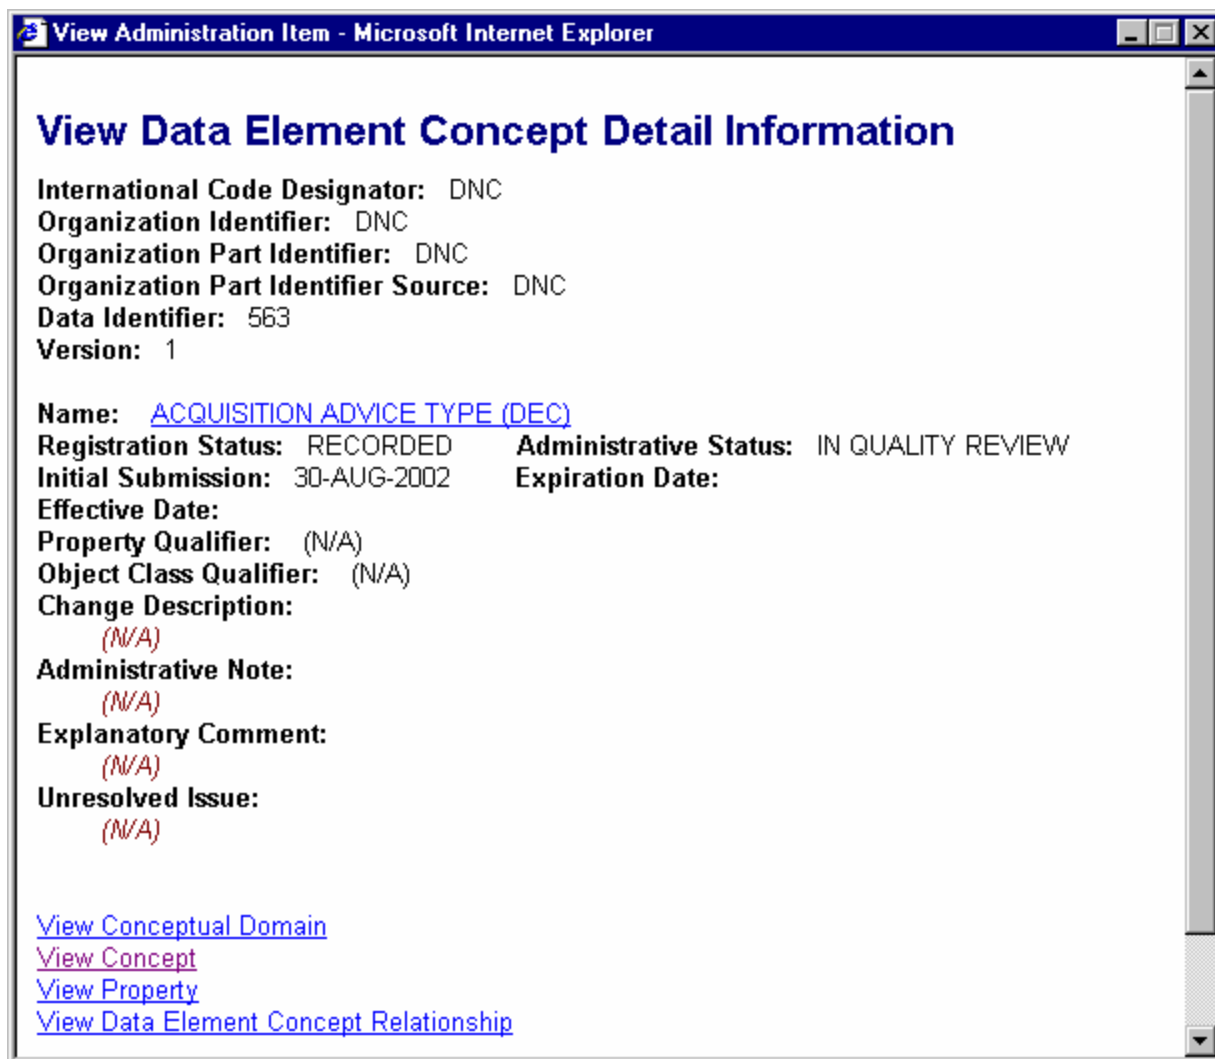 View Administration Item - Microsoft Internet Explorer
View Data Element Concept Detail Information
International Code Designator: DNC
Organization Identifier: DNC
Organization Part Identifier: DNC
Organization Part Identifier Source: DNC
Data Identifier: 563
Version: 1
Name: ACQUISITION ADVICE TYPE (DEC)
Registration Status: RECORDED Administrative Status: IN QUALITY REVIEW
Initial Submission: 30-AUG-2002 Expiration Date:
Effective Date:
Property Qualifier: (N/A)
Object Class Qualifier: (N/A)
Change Description:
(N/A)
Administrative Note:
(N/A)
Explanatory Comment:
(N/A)
Unresolved Issue:
(N/A)
View Conceptual Domain
View Concept
View Property
View Data Element Concept Relationship